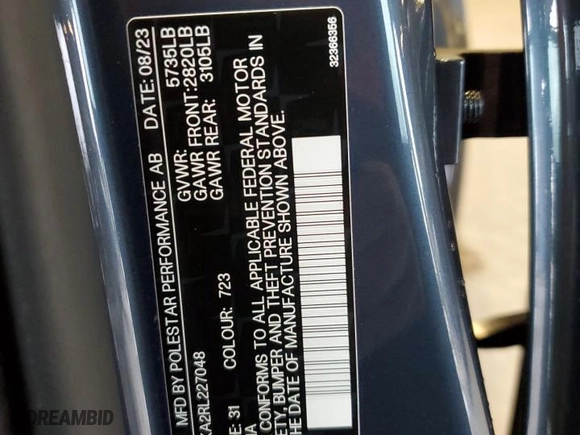 MFD BY POLESTAR PERFORMANCE AB DATE: 08/23
GVWR: 5735LB
GAWR FRONT:2820LB
GAWR REAR: 3105LB
KA2RL227048
E: 31 COLOUR: 723
CONFORMS TO ALL APPLICABLE FEDERAL MOTOR
ETY, BUMPER AND THEFT PREVENTION STANDARDS IN
THE DATE OF MANUFACTURE SHOWN ABOVE.
32366356
DREAMBID